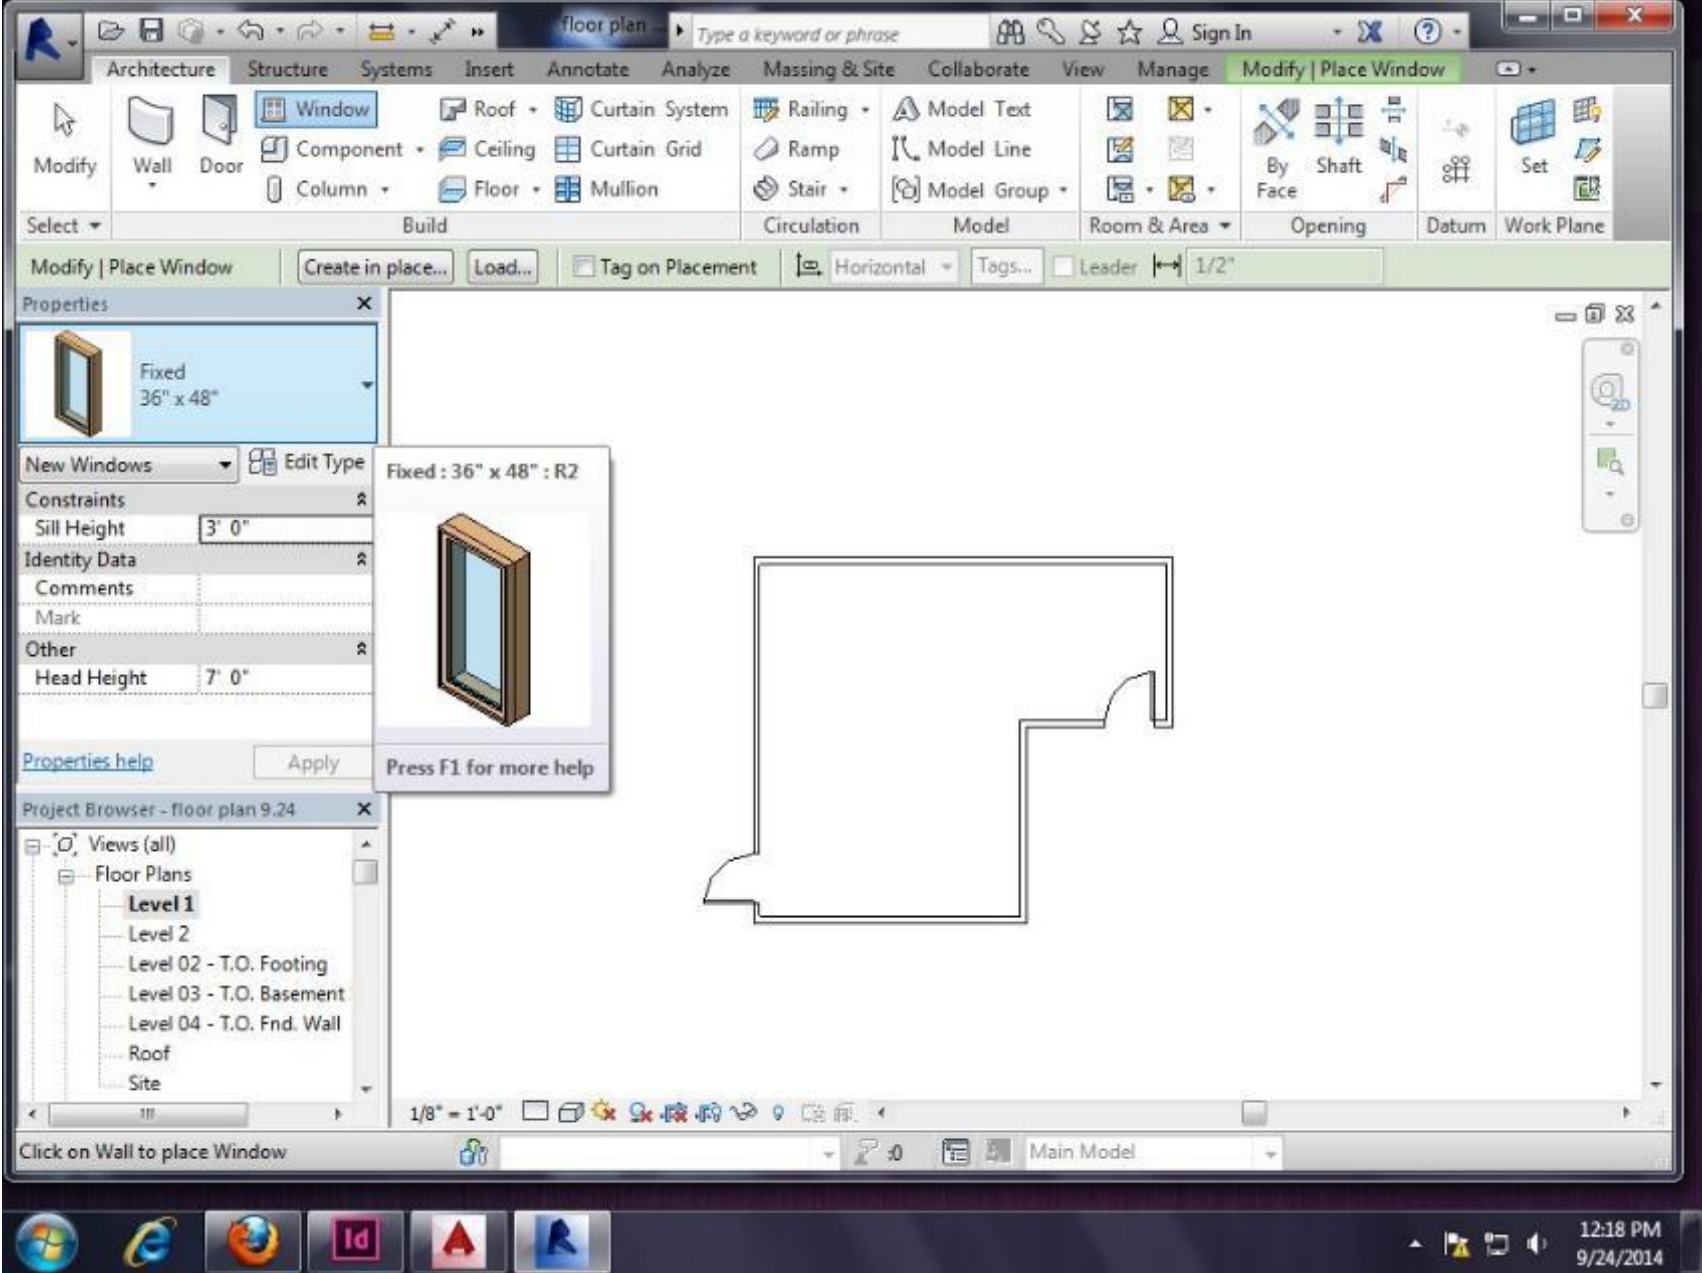 floor plan ...
Type a keyword or phrase
Sign In
Architecture Structure Systems Insert Annotate Analyze Massing & Site Collaborate View Manage Modify | Place Window
Window Roof Curtain System Railing Model Text
Component Ceiling Curtain Grid Ramp Model Line
Modify Wall Door By Face Shaft Set
Column Floor Mullion Stair Model Group
Select Build Circulation Model Room & Area Opening Datum Work Plane
Modify | Place Window Create in place... Load... Tag on Placement Horizontal Tags... Leader 1/2"
Properties
Fixed
36" x 48"
New Windows Edit Type
Fixed : 36" x 48" : R2
Constraints
Sill Height 3' 0"
Identity Data
Comments
Mark
Other
Head Height 7' 0"
Properties help Apply
Press F1 for more help
Project Browser - floor plan 9.24
Views (all)
Floor Plans
Level 1
Level 2
Level 02 - T.O. Footing
Level 03 - T.O. Basement
Level 04 - T.O. Fnd. Wall
Roof
Site
1/8" = 1'-0"
Click on Wall to place Window :0 Main Model
Id
12:18 PM
9/24/2014